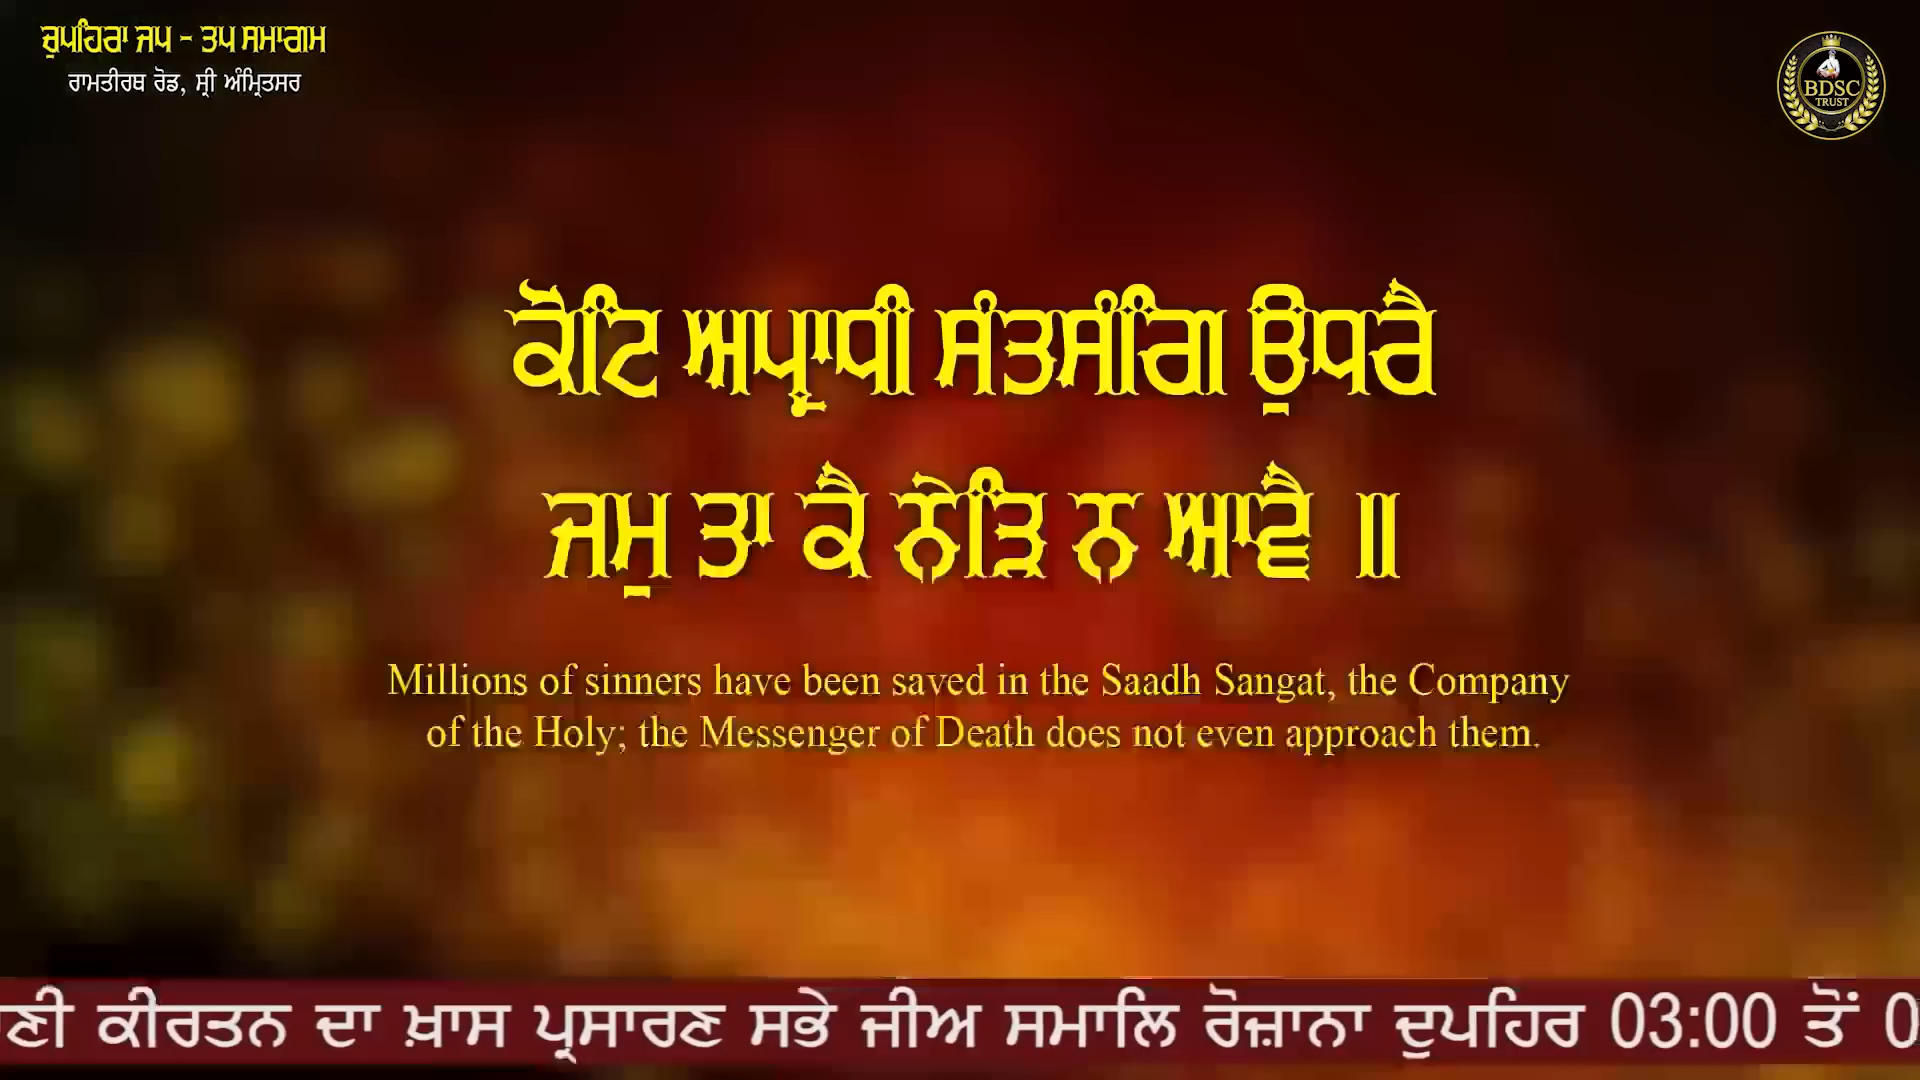 ਚੁਪਹਿਰਾ ਜਪ - ਤਪ ਸਮਾਗਮ
ਰਾਮਤੀਰਥ ਰੋਡ, ਸ੍ਰੀ ਅੰਮ੍ਰਿਤਸਰ
BDSC
TRUST
ਕੋਟਿ ਅਪ੍ਰਾਧੀ ਸੰਤਸੰਗਿ ਉਧਰੈ
ਜਮੁ ਤਾ ਕੈ ਨੇੜਿ ਨ ਆਵੈ ॥
Millions of sinners have been saved in the Saadh Sangat, the Company
of the Holy; the Messenger of Death does not even approach them.
ਕੀਰਤਨ ਦਾ ਖ਼ਾਸ ਪ੍ਰਸਾਰਣ ਸਭੇ ਜੀਅ ਸਮਾਲਿ ਰੋਜ਼ਾਨਾ ਦੁਪਹਿਰ 03:00 ਤੋਂ